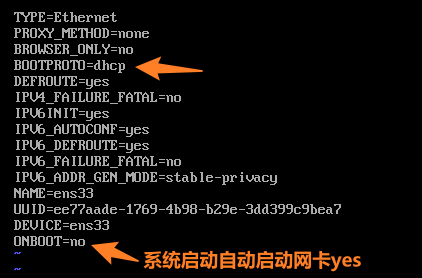 TYPE=Ethernet
PROXY_METHOD=none
BROWSER_ONLY=no
BOOTPROTO=dhcp
DEFROUTE=yes
IPV4_FAILURE_FATAL=no
IPV6INIT=yes
IPV6_AUTOCONF=yes
IPV6_DEFROUTE=yes
IPV6_FAILURE_FATAL=no
IPV6_ADDR_GEN_MODE=stable-privacy
NAME=ens33
UUID=ee77aade-1769-4b98-b29e-3dd399c9bea7
DEVICE=ens33
ONBOOT=no
~ 系统启动自动启动网卡yes
~